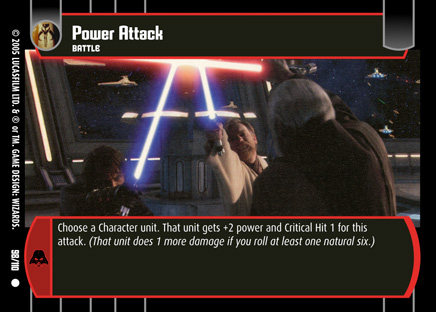 Power Attack
BATTLE
Choose a Character unit. That unit gets +2 power and Critical Hit 1 for this
attack. (That unit does 1 more damage if you roll at least one natural six.)
© 2005 LUCASFILM LTD. & ® or TM. GAME DESIGN: WIZARDS.
98/110